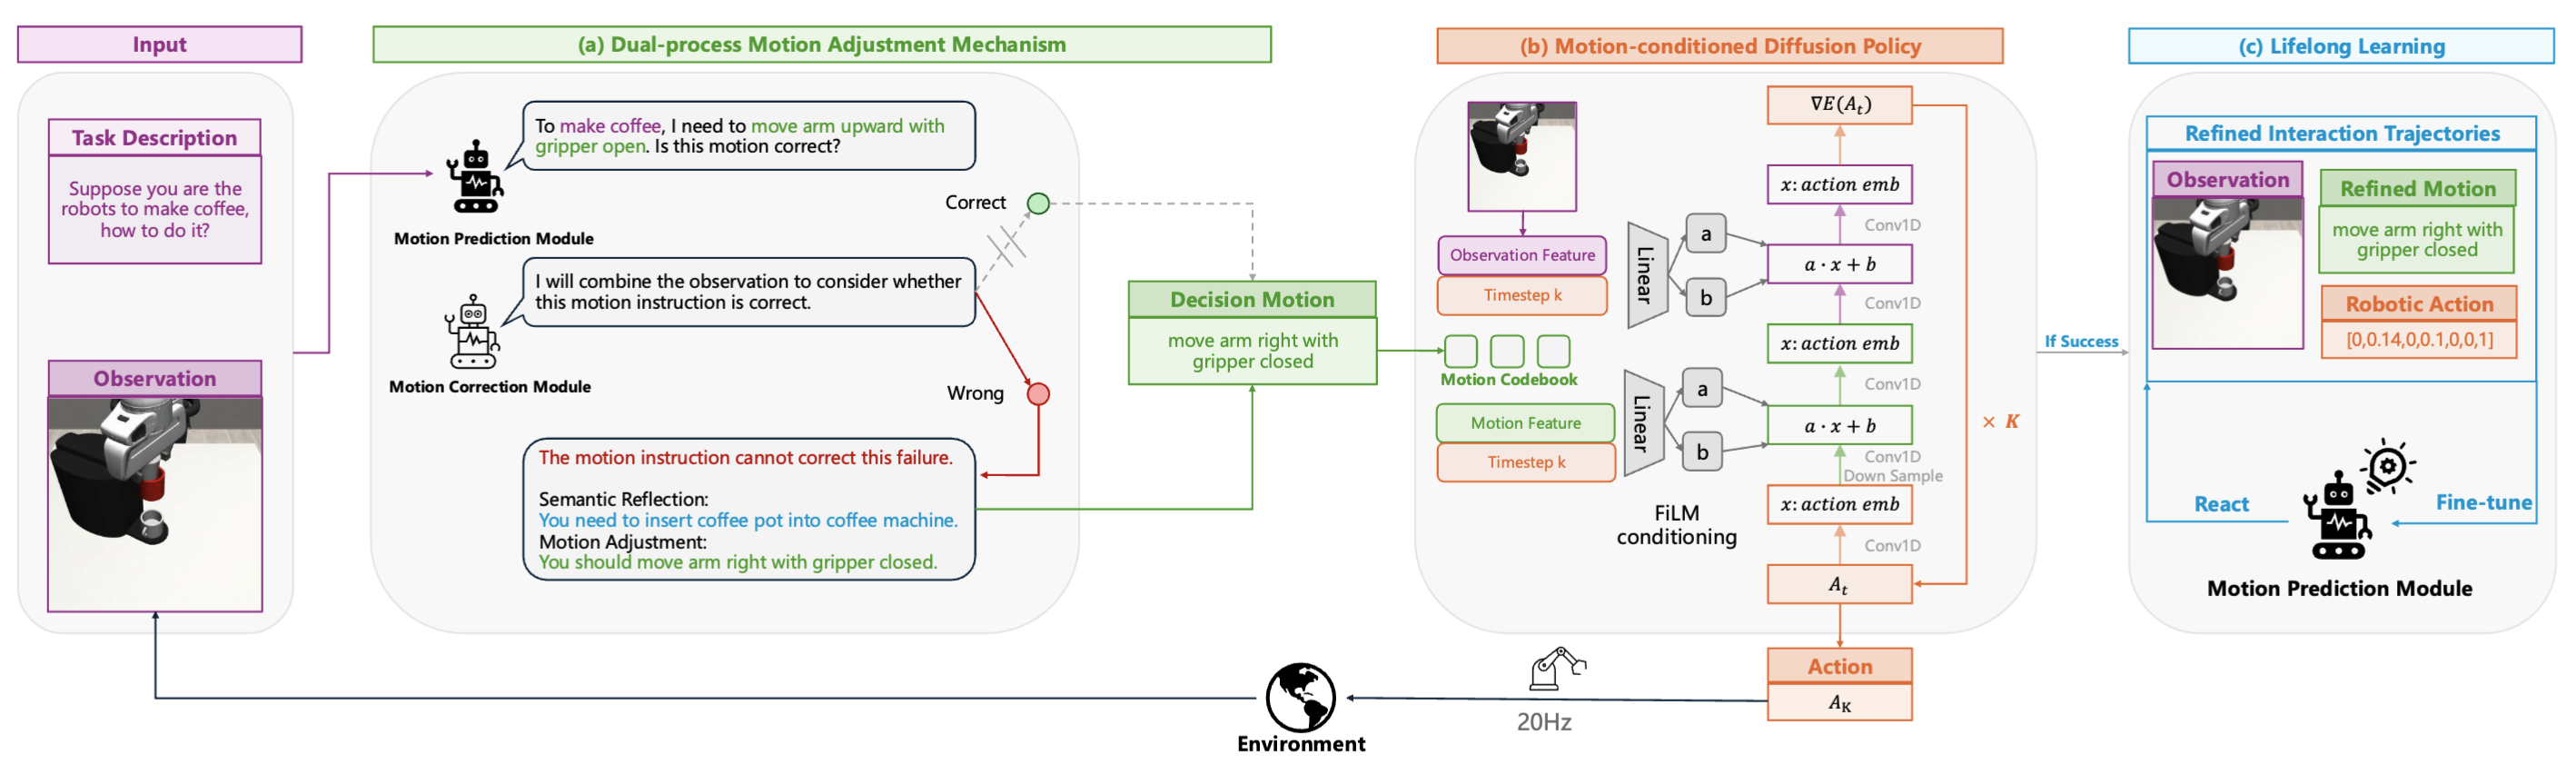 Input
Task Description
Suppose you are the
robots to make coffee,
how to do it?
Observation
(a) Dual-process Motion Adjustment Mechanism
To make coffee, I need to move arm upward with
gripper open. Is this motion correct?
Motion Prediction Module
I will combine the observation to consider whether
this motion instruction is correct.
Motion Correction Module
Correct
Wrong
The motion instruction cannot correct this failure.
Semantic Reflection:
You need to insert coffee pot into coffee machine.
Motion Adjustment:
You should move arm right with gripper closed.
Decision Motion
move arm right with
gripper closed
(b) Motion-conditioned Diffusion Policy
Observation Feature
Timestep k
Motion Codebook
Motion Feature
Timestep k
Linear
a
b
Linear
a
b
FiLM
conditioning
∇E(Aₜ)
x: action emb
Conv1D
a · x + b
Conv1D
x: action emb
Conv1D
a · x + b
Conv1D
Down Sample
x: action emb
Conv1D
Aₜ
× K
Action
A_K
20Hz
Environment
If Success
(c) Lifelong Learning
Refined Interaction Trajectories
Observation
Refined Motion
move arm right with
gripper closed
Robotic Action
[0,0.14,0,0.1,0,0,1]
React
Fine-tune
Motion Prediction Module